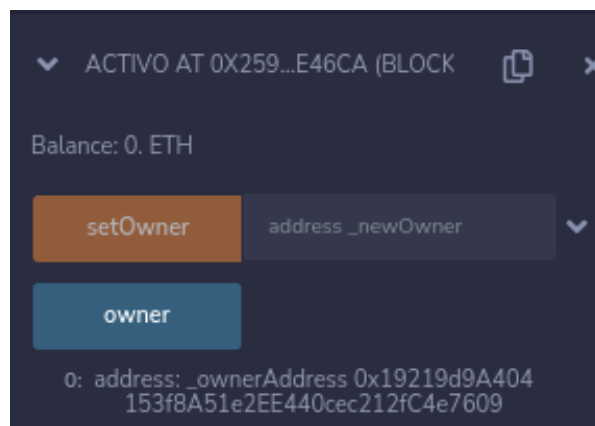 ACTIVO AT 0X259...E46CA (BLOCK
Balance: 0. ETH
setOwner address _newOwner
owner
0: address: _ownerAddress 0x19219d9A404
153f8A51e2EE440cec212fC4e7609